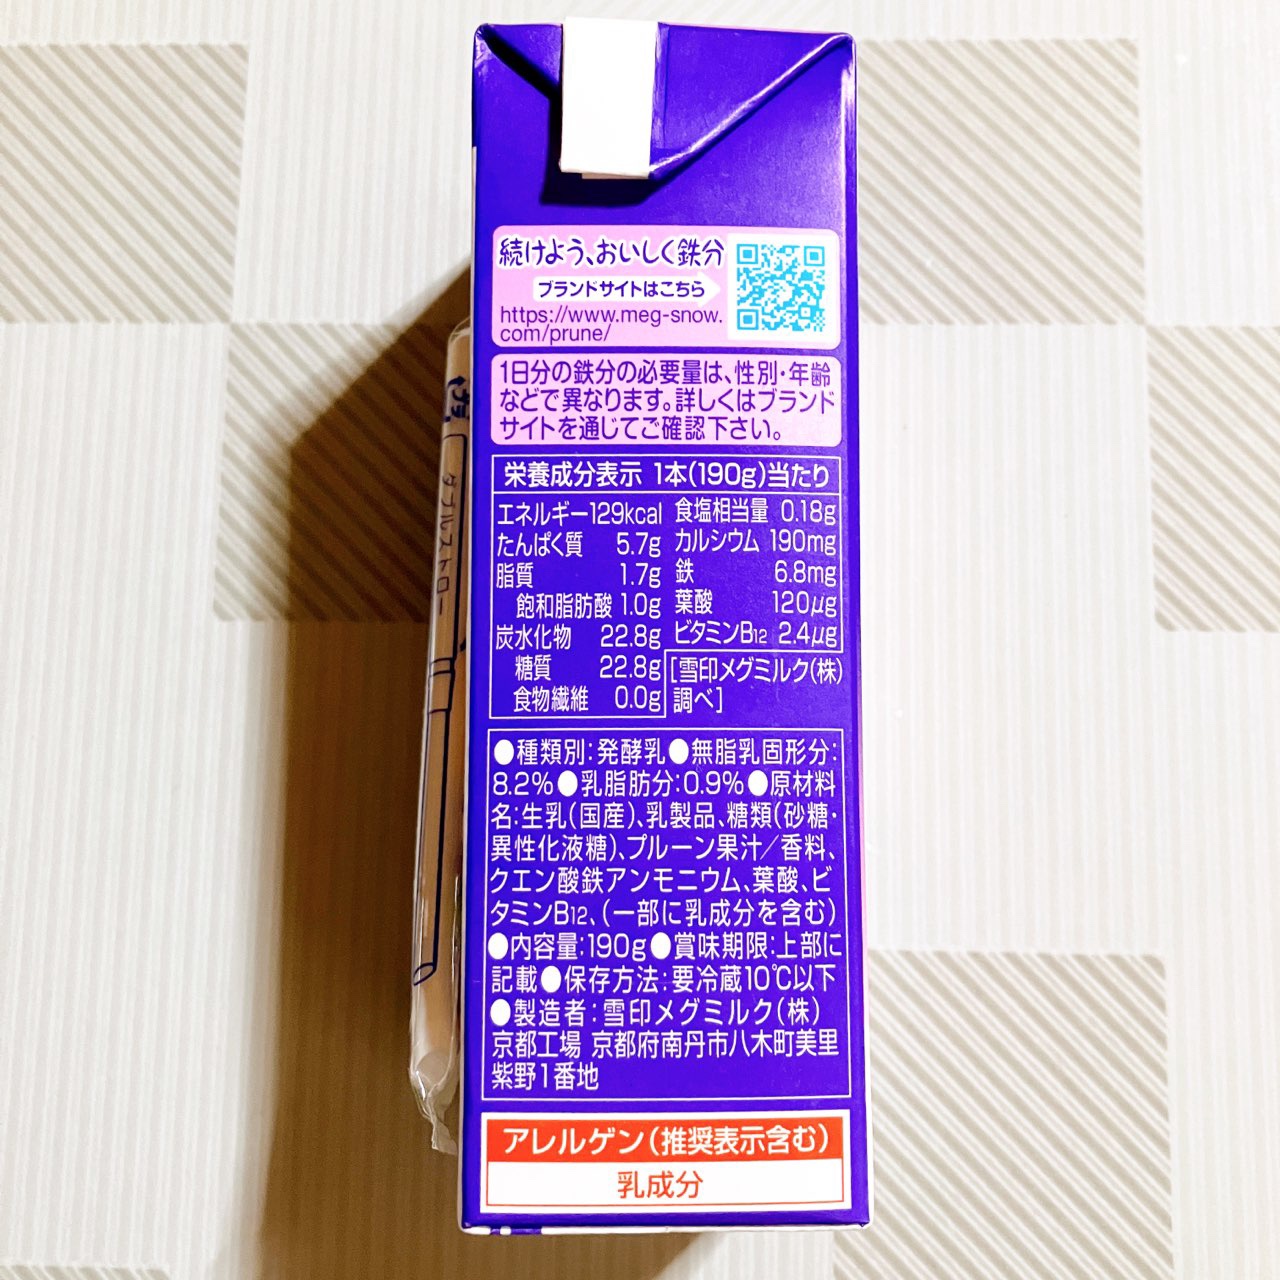 続けよう、おいしく鉄分
ブランドサイトはこちら
https://www.meg-snow.
com/prune/
1日分の鉄分の必要量は、性別・年齢
などで異なります。詳しくはブランド
サイトを通じてご確認下さい。
栄養成分表示 1本(190g)当たり
エネルギー129kcal
たんぱく質 5.7g
脂質 1.7g
飽和脂肪酸 1.0g
炭水化物 22.8g
糖質 22.8g
食物繊維 0.0g
食塩相当量 0.18g
カルシウム 190mg
鉄 6.8mg
葉酸 120μg
ビタミンB12 2.4μg
[雪印メグミルク(株)
調べ]
●種類別:発酵乳●無脂乳固形分:
8.2%●乳脂肪分:0.9%●原材料
名:生乳(国産)、乳製品、糖類(砂糖・
異性化液糖)、プルーン果汁/香料、
クエン酸鉄アンモニウム、葉酸、ビ
タミンB12、(一部に乳成分を含む)
●内容量:190g●賞味期限:上部に
記載●保存方法:要冷蔵10℃以下
●製造者:雪印メグミルク(株)
京都工場 京都府南丹市八木町美里
紫野1番地
アレルゲン(推奨表示含む)
乳成分
ダブルストロー